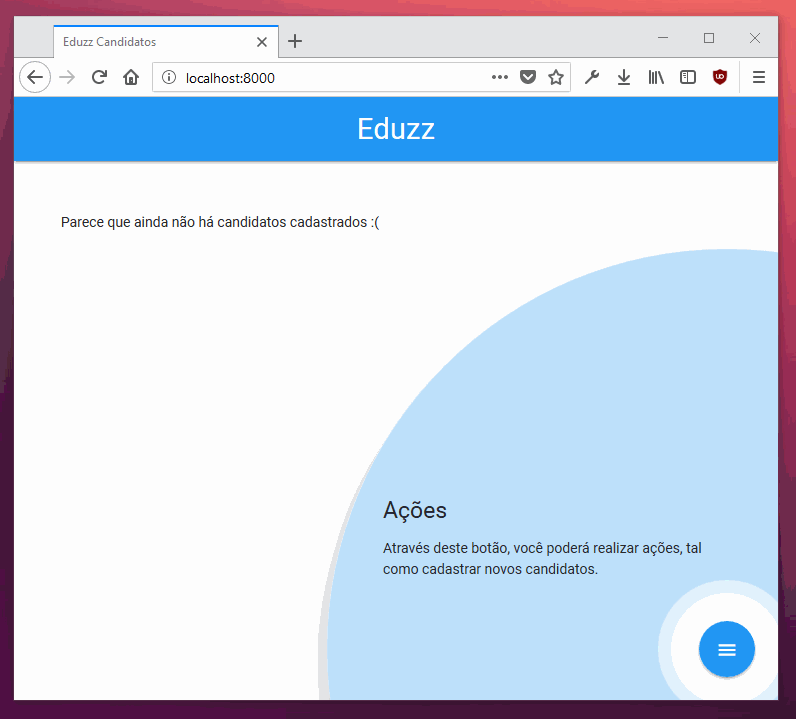 Eduzz Candidatos
localhost:8000
Eduzz
Parece que ainda não há candidatos cadastrados :(
Ações
Através deste botão, você poderá realizar ações, tal
como cadastrar novos candidatos.